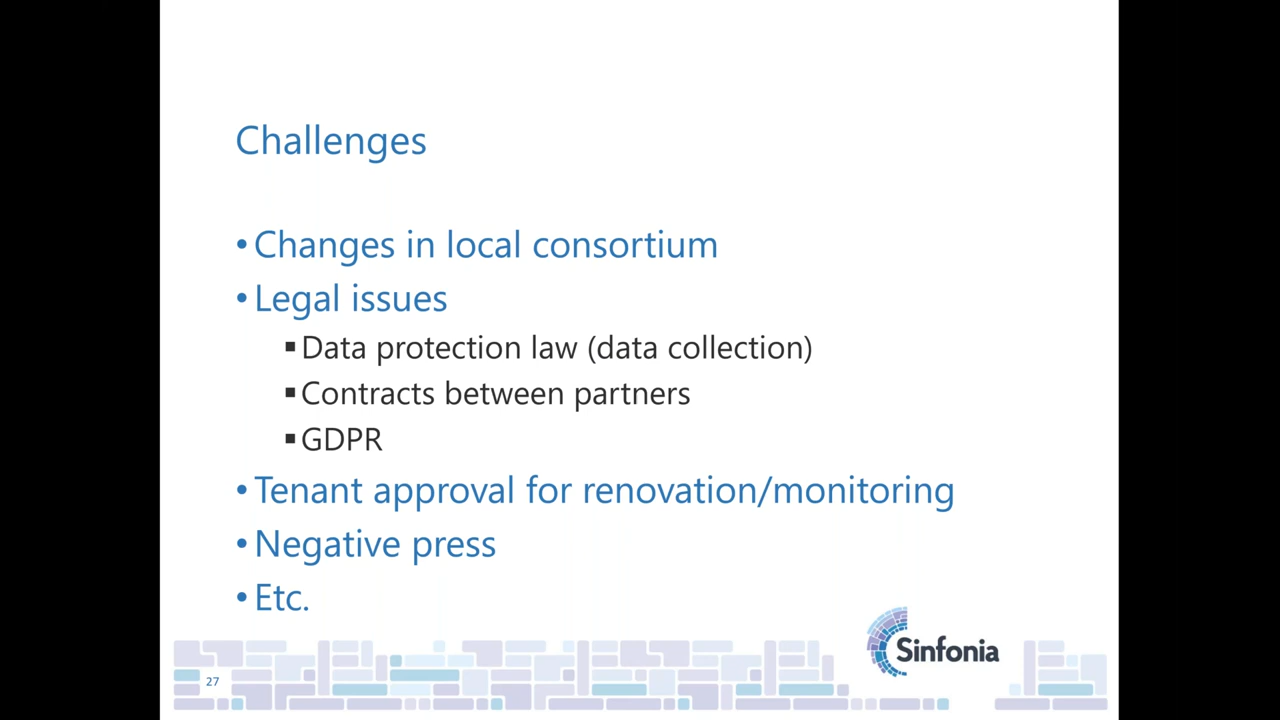 Challenges
• Changes in local consortium
• Legal issues
▪ Data protection law (data collection)
▪ Contracts between partners
▪ GDPR
• Tenant approval for renovation/monitoring
• Negative press
• Etc.
Sinfonia
27